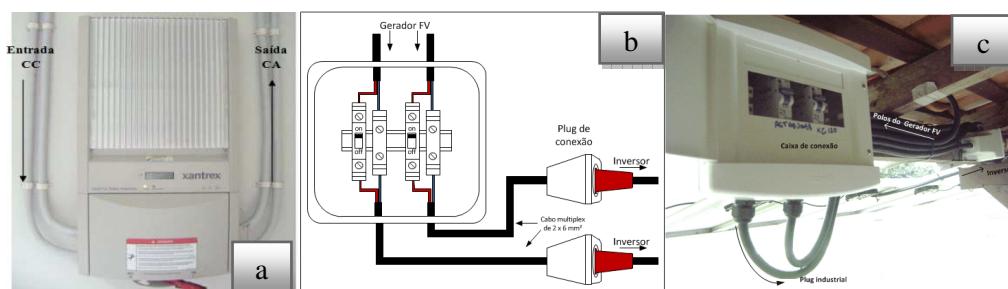 Entrada
CC
Saída
CA
xantrex
a
Gerador FV
b
on
off
on
off
Plug de
conexão
Inversor
Cabo multiplex
de 2 x 6 mm²
Inversor
c
Polos do Gerador FV
Caixa de conexão
Inversor
Plug industrial